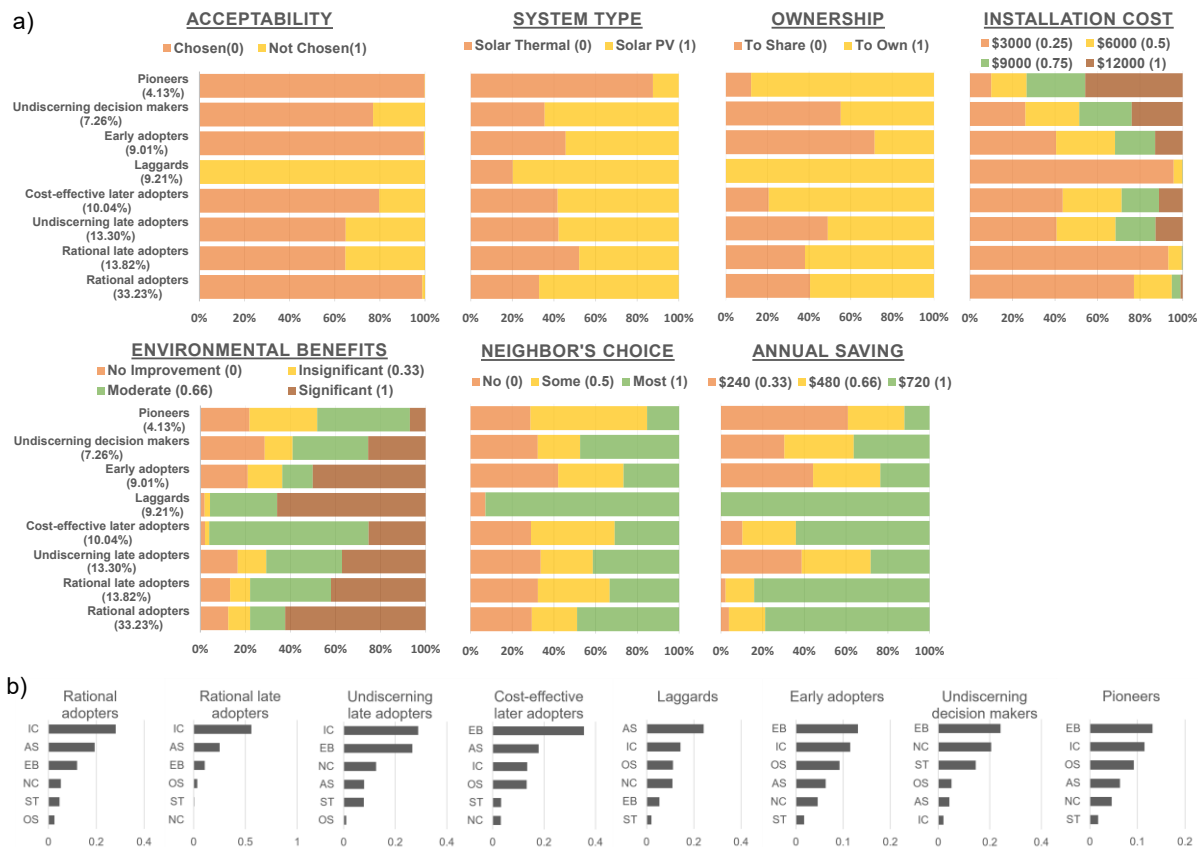 a)
ACCEPTABILITY
Chosen(0) Not Chosen(1)
Pioneers
(4.13%)
Undiscerning decision makers
(7.26%)
Early adopters
(9.01%)
Laggards
(9.21%)
Cost-effective later adopters
(10.04%)
Undiscerning late adopters
(13.30%)
Rational late adopters
(13.82%)
Rational adopters
(33.23%)
0% 20% 40% 60% 80% 100%
SYSTEM TYPE
Solar Thermal (0) Solar PV (1)
0% 20% 40% 60% 80% 100%
OWNERSHIP
To Share (0) To Own (1)
0% 20% 40% 60% 80% 100%
INSTALLATION COST
$3000 (0.25) $6000 (0.5)
$9000 (0.75) $12000 (1)
0% 20% 40% 60% 80% 100%
ENVIRONMENTAL BENEFITS
No Improvement (0) Insignificant (0.33)
Moderate (0.66) Significant (1)
Pioneers
(4.13%)
Undiscerning decision makers
(7.26%)
Early adopters
(9.01%)
Laggards
(9.21%)
Cost-effective later adopters
(10.04%)
Undiscerning late adopters
(13.30%)
Rational late adopters
(13.82%)
Rational adopters
(33.23%)
0% 20% 40% 60% 80% 100%
NEIGHBOR'S CHOICE
No (0) Some (0.5) Most (1)
0% 20% 40% 60% 80% 100%
ANNUAL SAVING
$240 (0.33) $480 (0.66) $720 (1)
0% 20% 40% 60% 80% 100%
b)
Rational
adopters
IC
AS
EB
NC
ST
OS
0 0.2 0.4
Rational late
adopters
IC
AS
EB
OS
ST
NC
0 0.5 1
Undiscerning
late adopters
IC
EB
NC
AS
ST
OS
0 0.2 0.4
Cost-effective
later adopters
EB
AS
IC
OS
ST
NC
0 0.2 0.4
Laggards
AS
IC
OS
NC
EB
ST
0 0.2 0.4
Early adopters
EB
IC
OS
AS
NC
ST
0 0.1 0.2
Undiscerning
decision makers
EB
NC
ST
OS
AS
IC
0 0.2 0.4
Pioneers
EB
IC
OS
AS
NC
ST
0 0.1 0.2